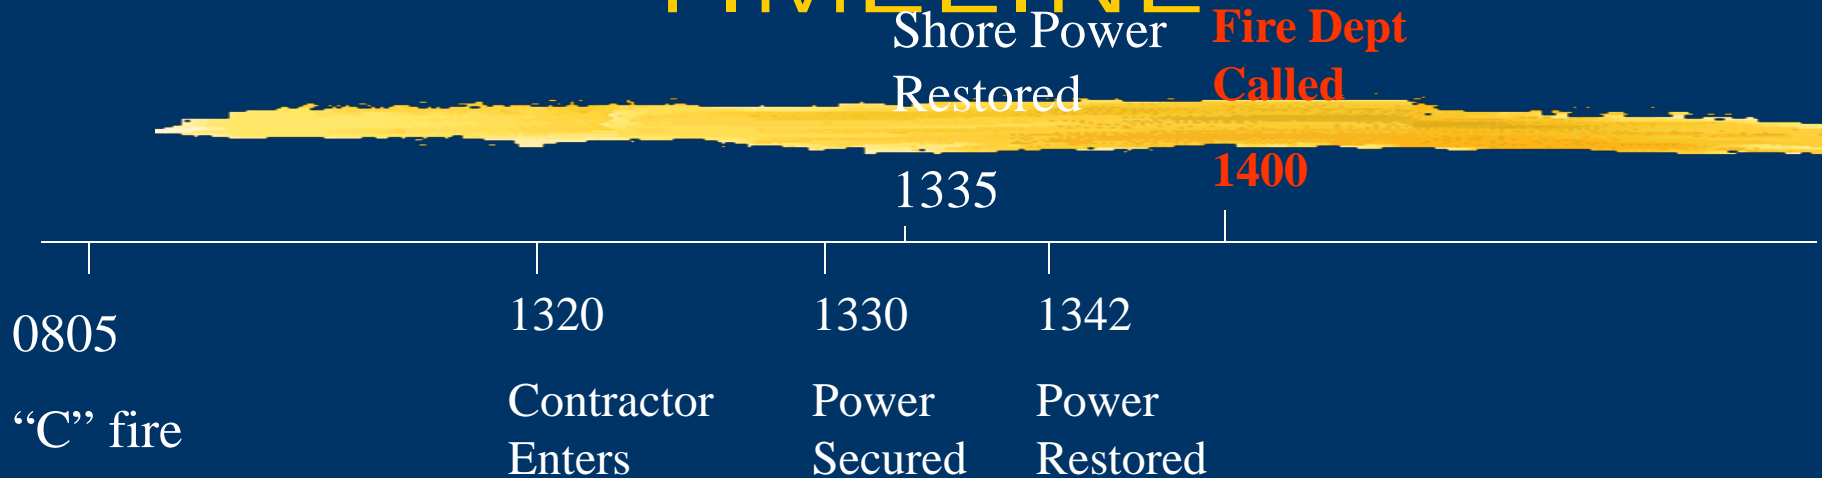 TIMELINE
Shore Power
Restored
1335
Fire Dept
Called
1400
0805
“C” fire
1320
Contractor
Enters
1330
Power
Secured
1342
Power
Restored